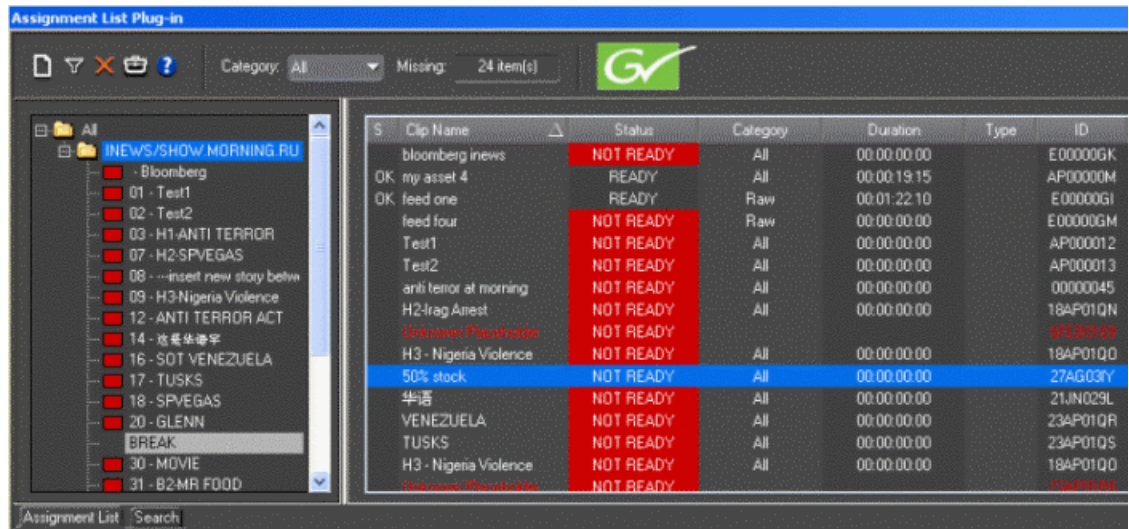 Assignment List Plug-in
Category: All Missing: 24 item(s) GV
All
INEWS/SHOW.MORNING.RU
- Bloomberg
01 - Test1
02 - Test2
03 - H1-ANTI TERROR
07 - H2-SPVEGAS
08 - ---insert new story betwe
09 - H3-Nigeria Violence
12 - ANTI TERROR ACT
14 - 这是华语字
16 - SOT VENEZUELA
17 - TUSKS
18 - SPVEGAS
20 - GLENN
BREAK
30 - MOVIE
31 - B2-MR FOOD
S Clip Name Status Category Duration Type ID
bloomberg inews NOT READY All 00:00:00:00 E00000GK
OK my asset 4 READY All 00:00:19:15 AP00000M
OK feed one READY Raw 00:01:22:10 E00000GI
feed four NOT READY Raw 00:00:00:00 E00000GM
Test1 NOT READY All 00:00:00:00 AP000012
Test2 NOT READY All 00:00:00:00 AP000013
anti terror at morning NOT READY All 00:00:00:00 00000045
H2-Iraq Arrest NOT READY All 00:00:00:00 18AP01QN
Unknown Placeholder NOT READY
H3 - Nigeria Violence NOT READY All 00:00:00:00 18AP01QO
50% stock NOT READY All 00:00:00:00 27AG03IY
华语 NOT READY All 00:00:00:00 21JN029L
VENEZUELA NOT READY All 00:00:00:00 23AP01QR
TUSKS NOT READY All 00:00:00:00 23AP01QS
H3 - Nigeria Violence NOT READY All 00:00:00:00 18AP01QO
Unknown Placeholder NOT READY
Assignment List Search